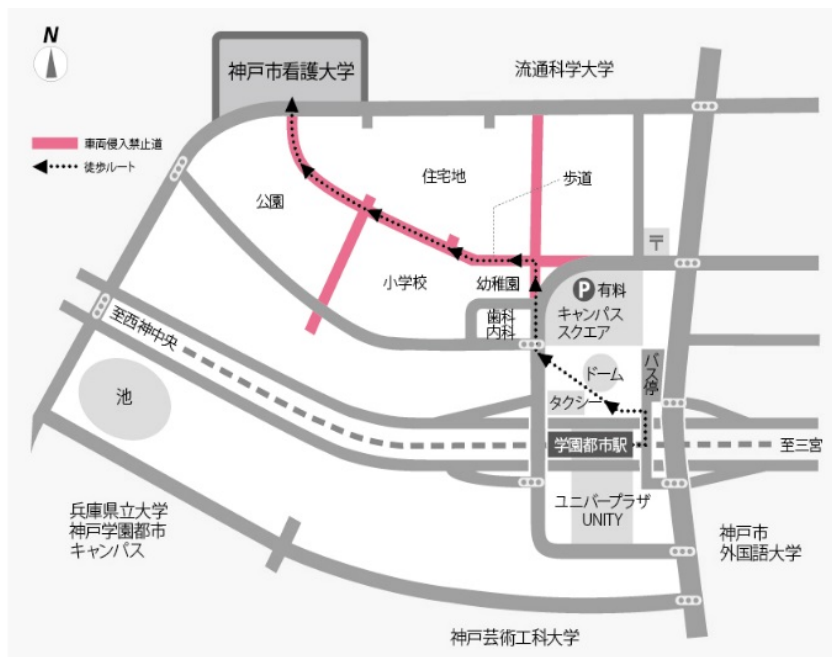 N
神戸市看護大学
流通科学大学
車両侵入禁止道
徒歩ルート
住宅地
歩道
公園
〒
小学校
幼稚園
P 有料
キャンパス
スクエア
歯科
内科
至西神中央
ドーム
バス停
タクシー
池
学園都市駅
至三宮
ユニバープラザ
UNITY
兵庫県立大学
神戸学園都市
キャンパス
神戸市
外国語大学
神戸芸術工科大学